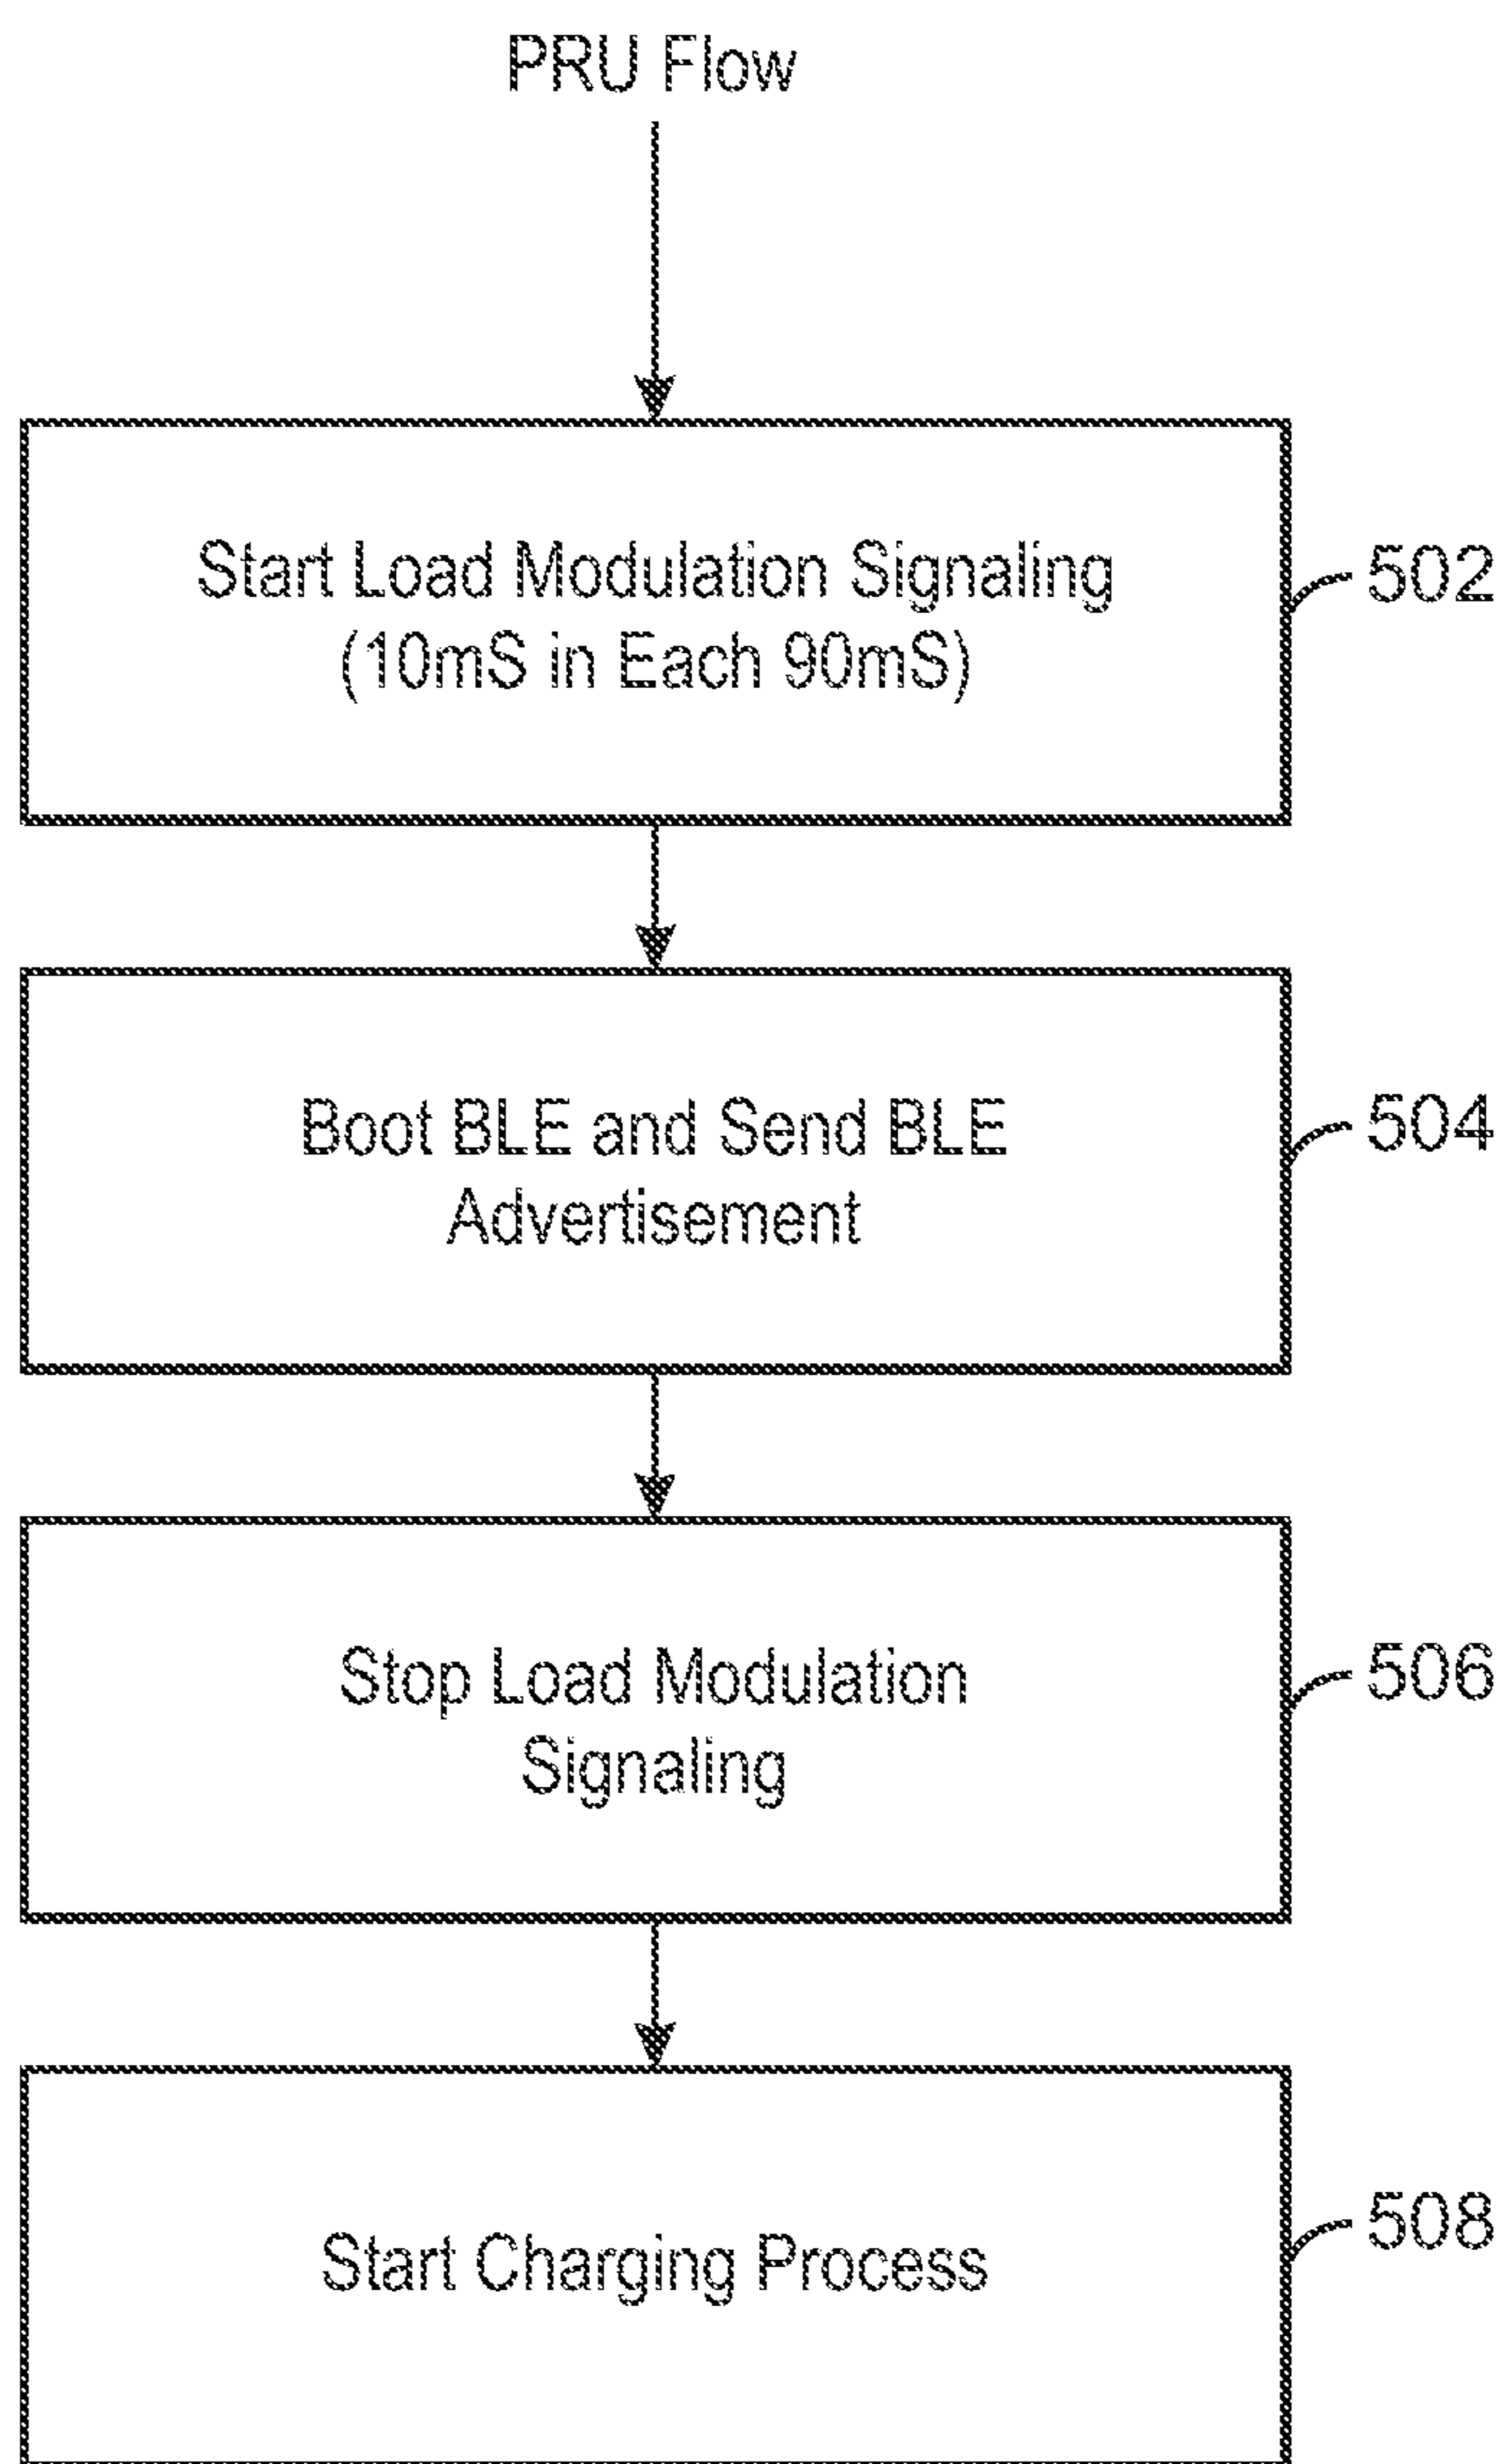 PRU Flow
Start Load Modulation Signaling
(10mS in Each 90mS)
502
Boot BLE and Send BLE
Advertisement
504
Stop Load Modulation
Signaling
506
Start Charging Process
508